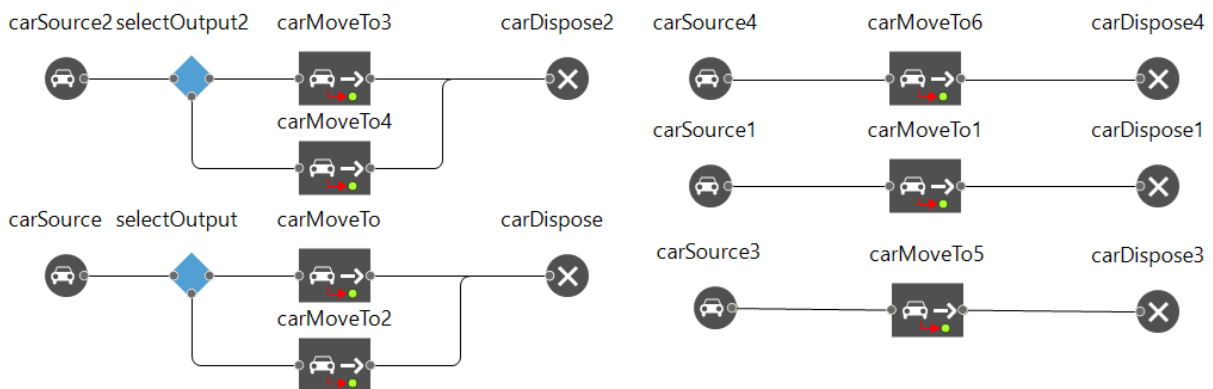 carSource2 selectOutput2 carMoveTo3 carDispose2
carMoveTo4
carSource selectOutput carMoveTo carDispose
carMoveTo2
carSource4 carMoveTo6 carDispose4
carSource1 carMoveTo1 carDispose1
carSource3 carMoveTo5 carDispose3